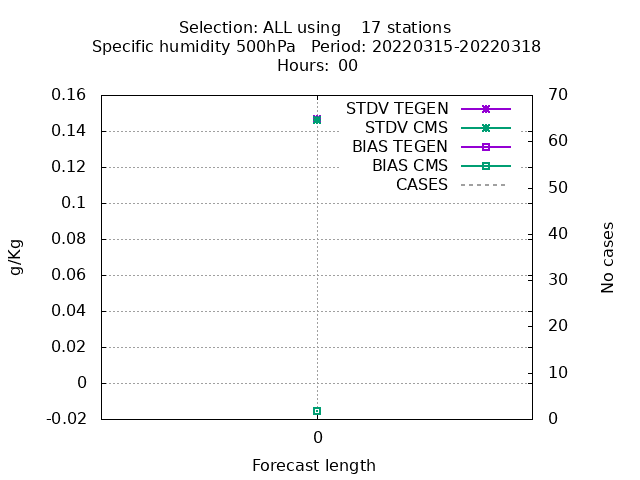 Selection: ALL using    17 stations
Specific humidity 500hPa   Period: 20220315-20220318
Hours:  00
0.16
0.14
0.12
0.1
0.08
0.06
0.04
0.02
0
-0.02
g/Kg
STDV TEGEN
STDV CMS
BIAS TEGEN
BIAS CMS
CASES
70
60
50
40
30
20
10
0
No cases
0
Forecast length